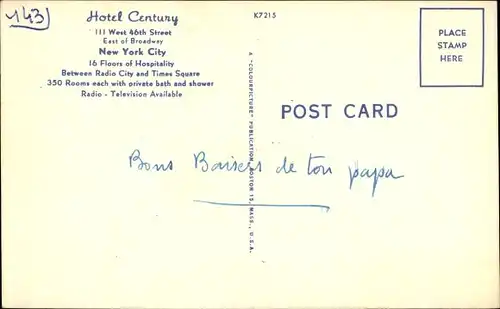 143
Hotel Century
111 West 46th Street
East of Broadway
New York City
16 Floors of Hospitality
Between Radio City and Times Square
350 Rooms each with private bath and shower
Radio - Television Available
K7215
PLACE
STAMP
HERE
A "COLOURPICTURE" PUBLICATION, BOSTON 15, MASS., U.S.A.
POST CARD
Bons Baisers de ton papa